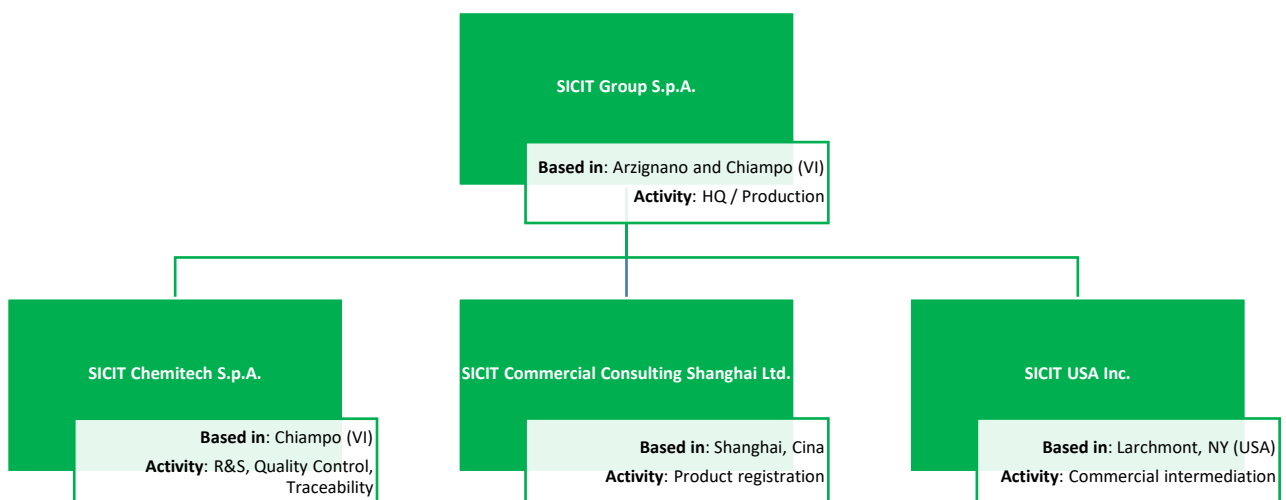 SICIT Group S.p.A.
Based in: Arzignano and Chiampo (VI)
Activity: HQ / Production
SICIT Chemitech S.p.A.
Based in: Chiampo (VI)
Activity: R&S, Quality Control,
Traceability
SICIT Commercial Consulting Shanghai Ltd.
Based in: Shanghai, Cina
Activity: Product registration
SICIT USA Inc.
Based in: Larchmont, NY (USA)
Activity: Commercial intermediation